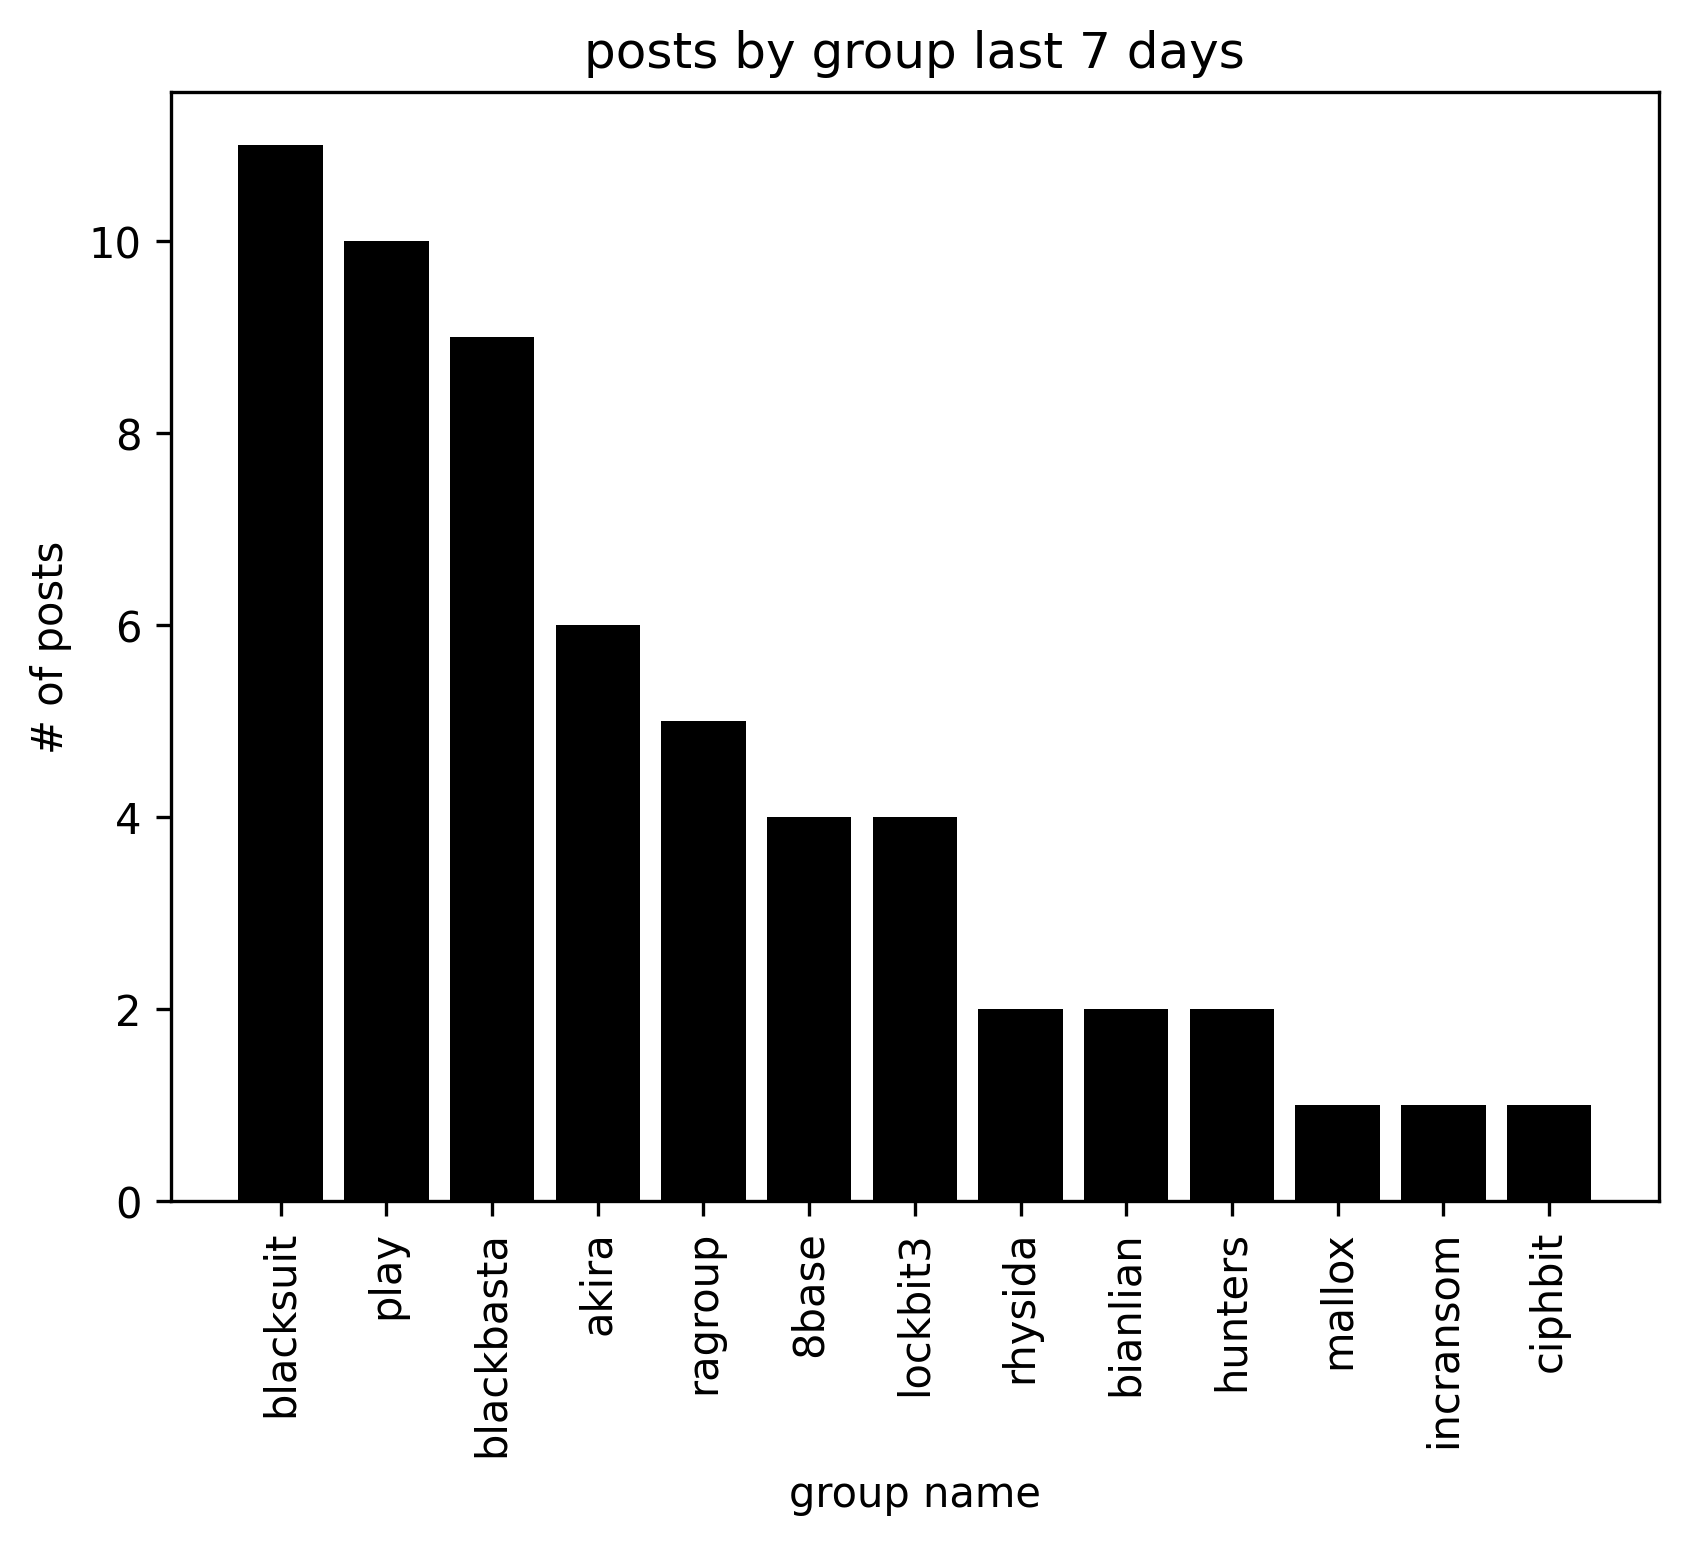 posts by group last 7 days
# of posts
10
8
6
4
2
0
blacksuit
play
blackbasta
akira
ragroup
8base
lockbit3
rhysida
bianlian
hunters
mallox
incransom
ciphbit
group name